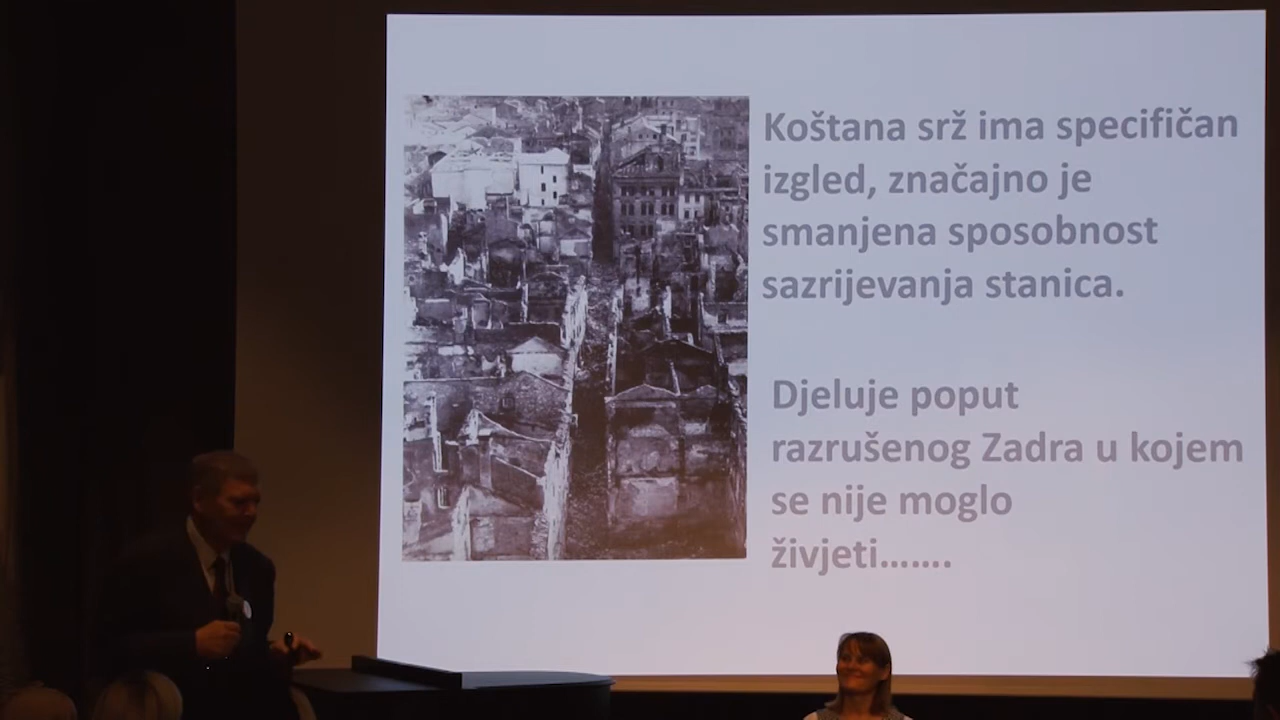 Koštana srž ima specifičan
izgled, značajno je
smanjena sposobnost
sazrijevanja stanica.
Djeluje poput
razrušenog Zadra u kojem
se nije moglo
živjeti…….